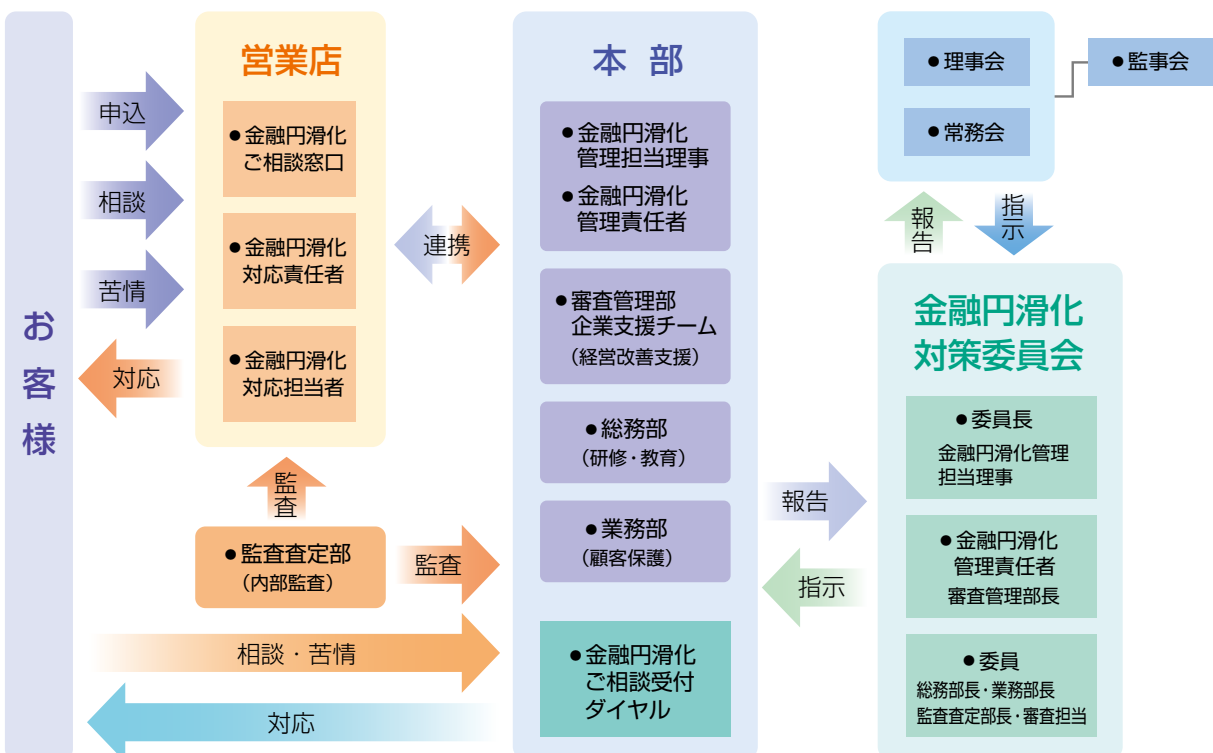 お客様
申込
相談
苦情
対応
営業店
●金融円滑化
ご相談窓口
●金融円滑化
対応責任者
●金融円滑化
対応担当者
監査
●監査査定部
(内部監査)
監査
連携
相談・苦情
対応
本部
●金融円滑化
管理担当理事
●金融円滑化
管理責任者
●審査管理部
企業支援チーム
(経営改善支援)
●総務部
(研修・教育)
●業務部
(顧客保護)
●金融円滑化
ご相談受付
ダイヤル
報告
指示
●理事会
●常務会
●監事会
報告
指示
金融円滑化
対策委員会
●委員長
金融円滑化管理
担当理事
●金融円滑化
管理責任者
審査管理部長
●委員
総務部長・業務部長
監査査定部長・審査担当